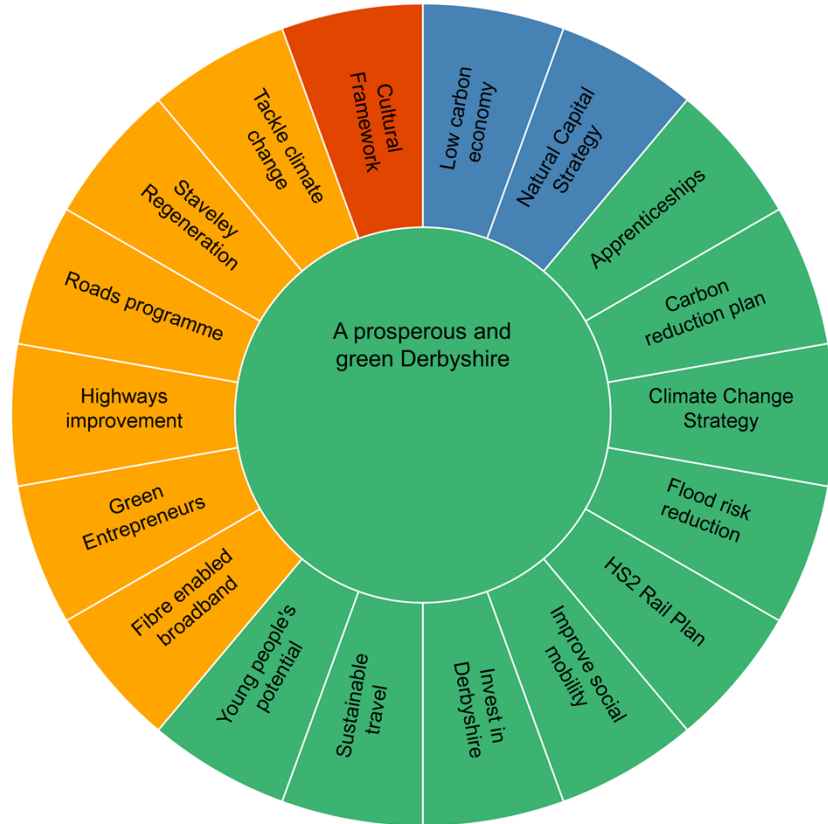 A prosperous and
green Derbyshire
Low carbon
economy
Natural Capital
Strategy
Apprenticeships
Carbon
reduction plan
Climate Change
Strategy
Flood risk
reduction
HS2 Rail Plan
Improve social
mobility
Invest in
Derbyshire
Sustainable
travel
Young people's
potential
Fibre enabled
broadband
Green
Entrepreneurs
Highways
improvement
Roads programme
Staveley
Regeneration
Tackle climate
change
Cultural
Framework